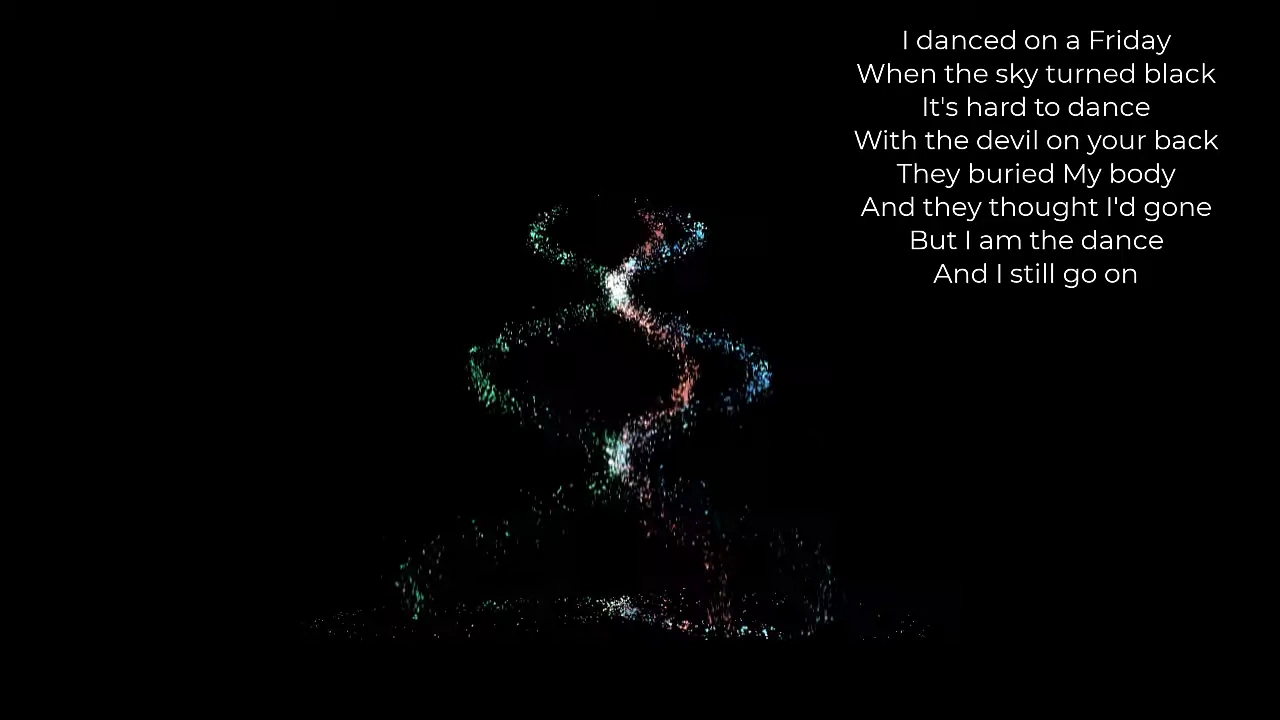 I danced on a Friday
When the sky turned black
It's hard to dance
With the devil on your back
They buried My body
And they thought I'd gone
But I am the dance
And I still go on